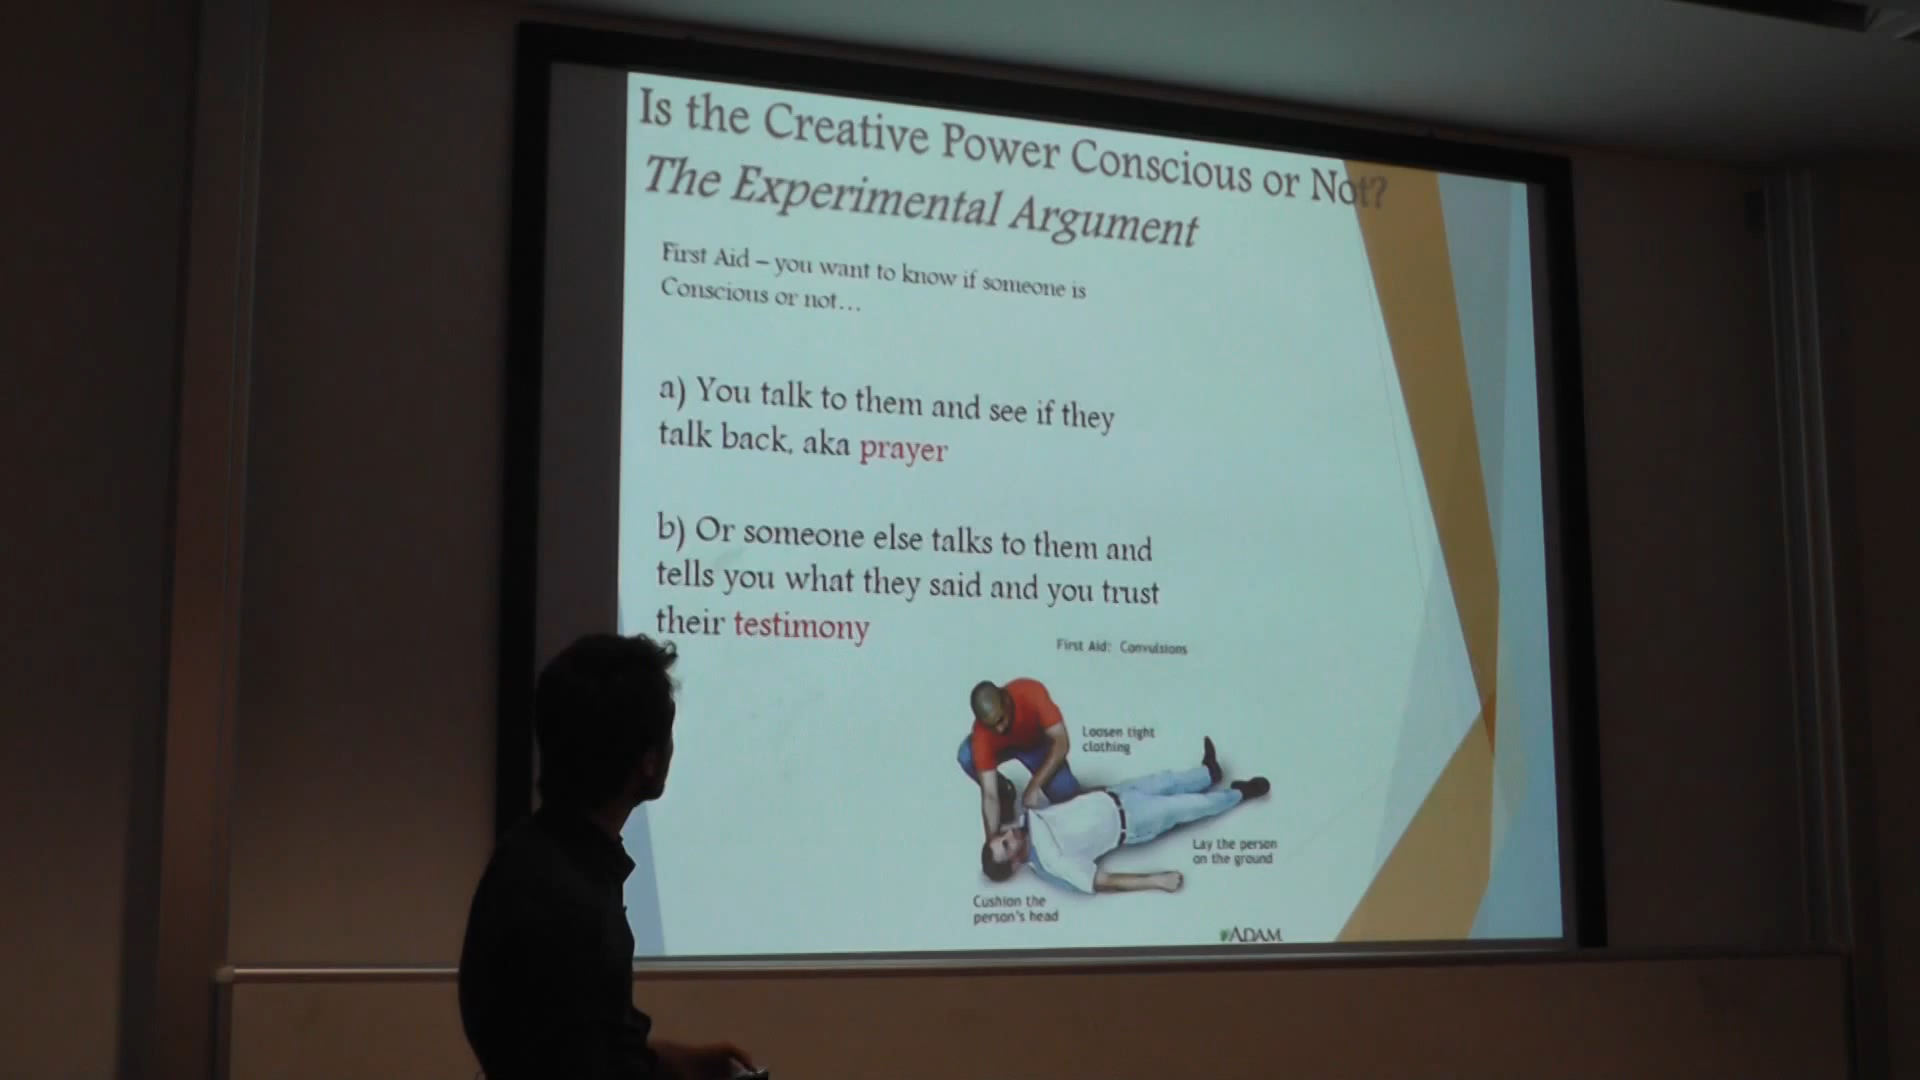 Is the Creative Power Conscious or Not?
The Experimental Argument
First Aid – you want to know if someone is
Conscious or not…
a) You talk to them and see if they
talk back, aka prayer
b) Or someone else talks to them and
tells you what they said and you trust
their testimony
First Aid: Convulsions
Loosen tight
clothing
Lay the person
on the ground
Cushion the
person's head
ADAM